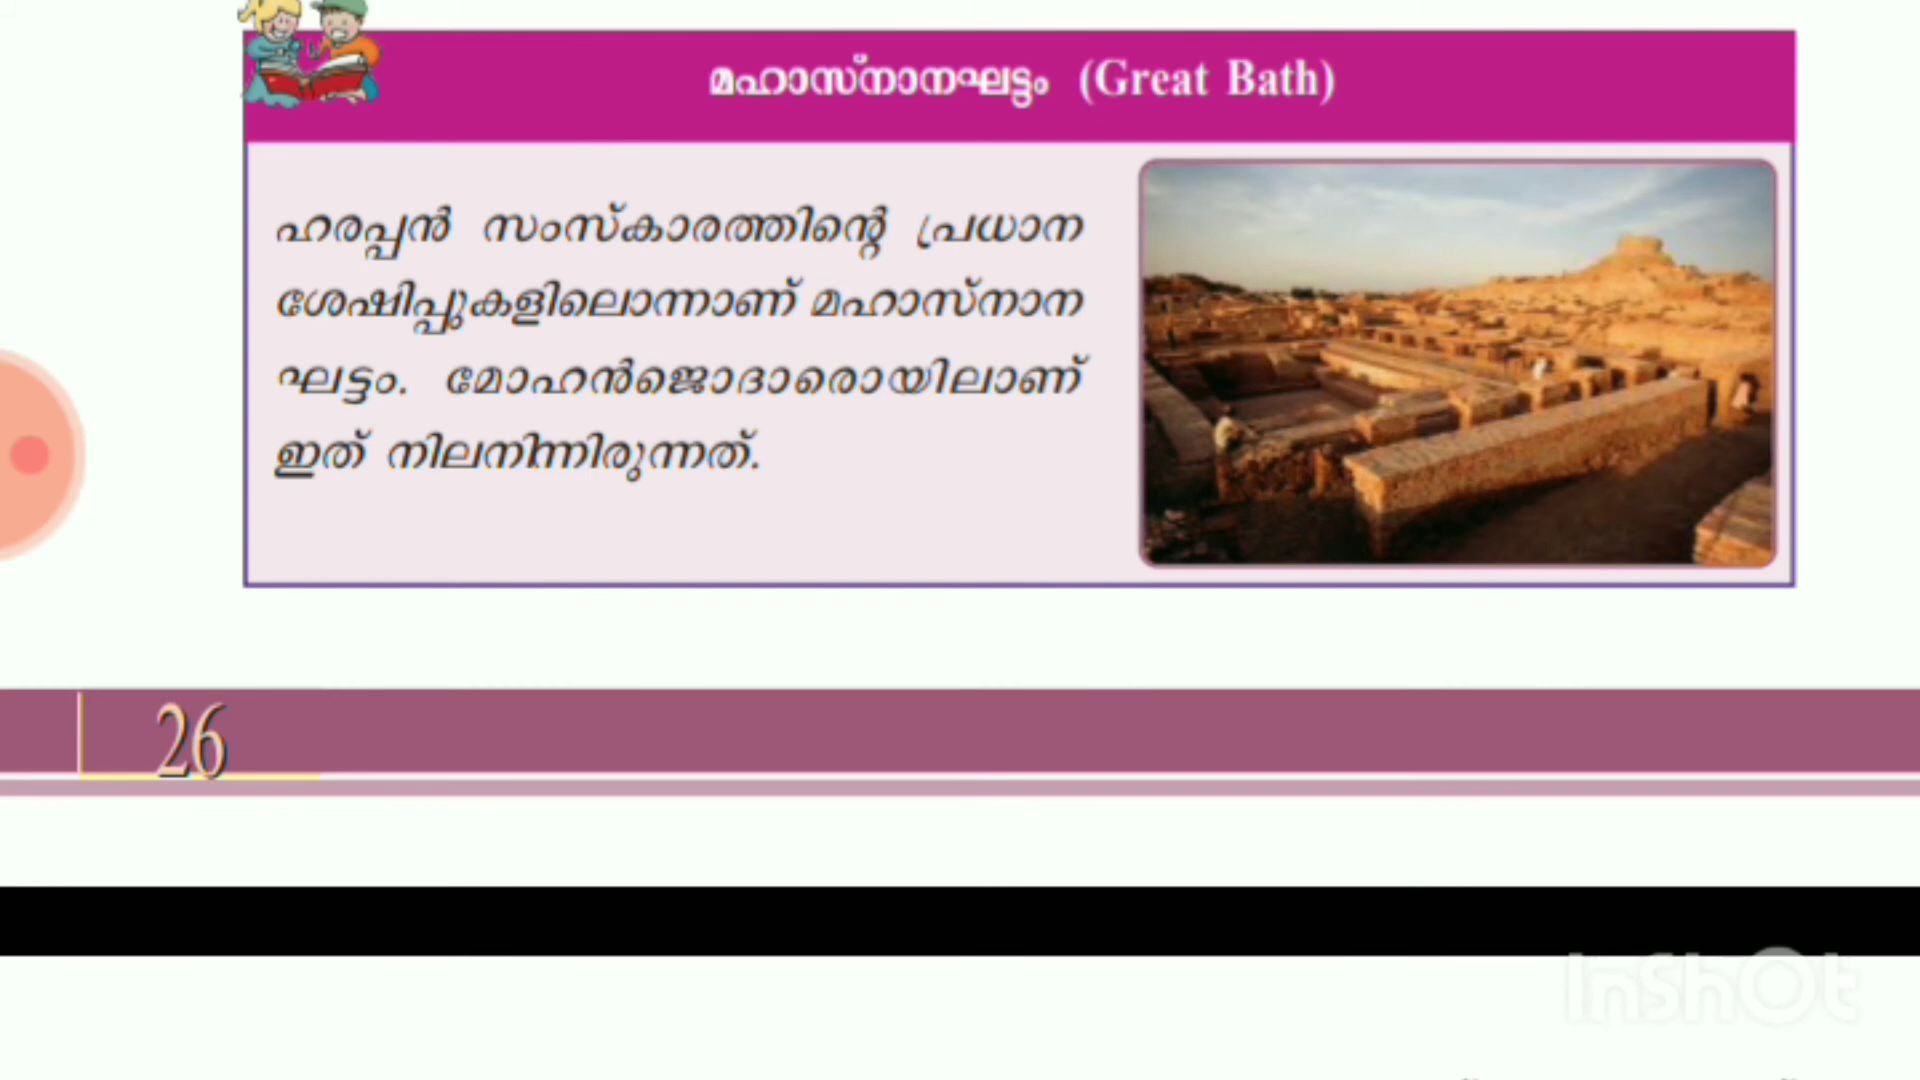 മഹാസ്നാനഘട്ടം (Great Bath)
ഹരപ്പൻ സംസ്കാരത്തിന്റെ പ്രധാന
ശേഷിപ്പുകളിലൊന്നാണ് മഹാസ്നാന
ഘട്ടം. മോഹൻജൊദാരൊയിലാണ്
ഇത് നിലനിന്നിരുന്നത്.
26
InShOt